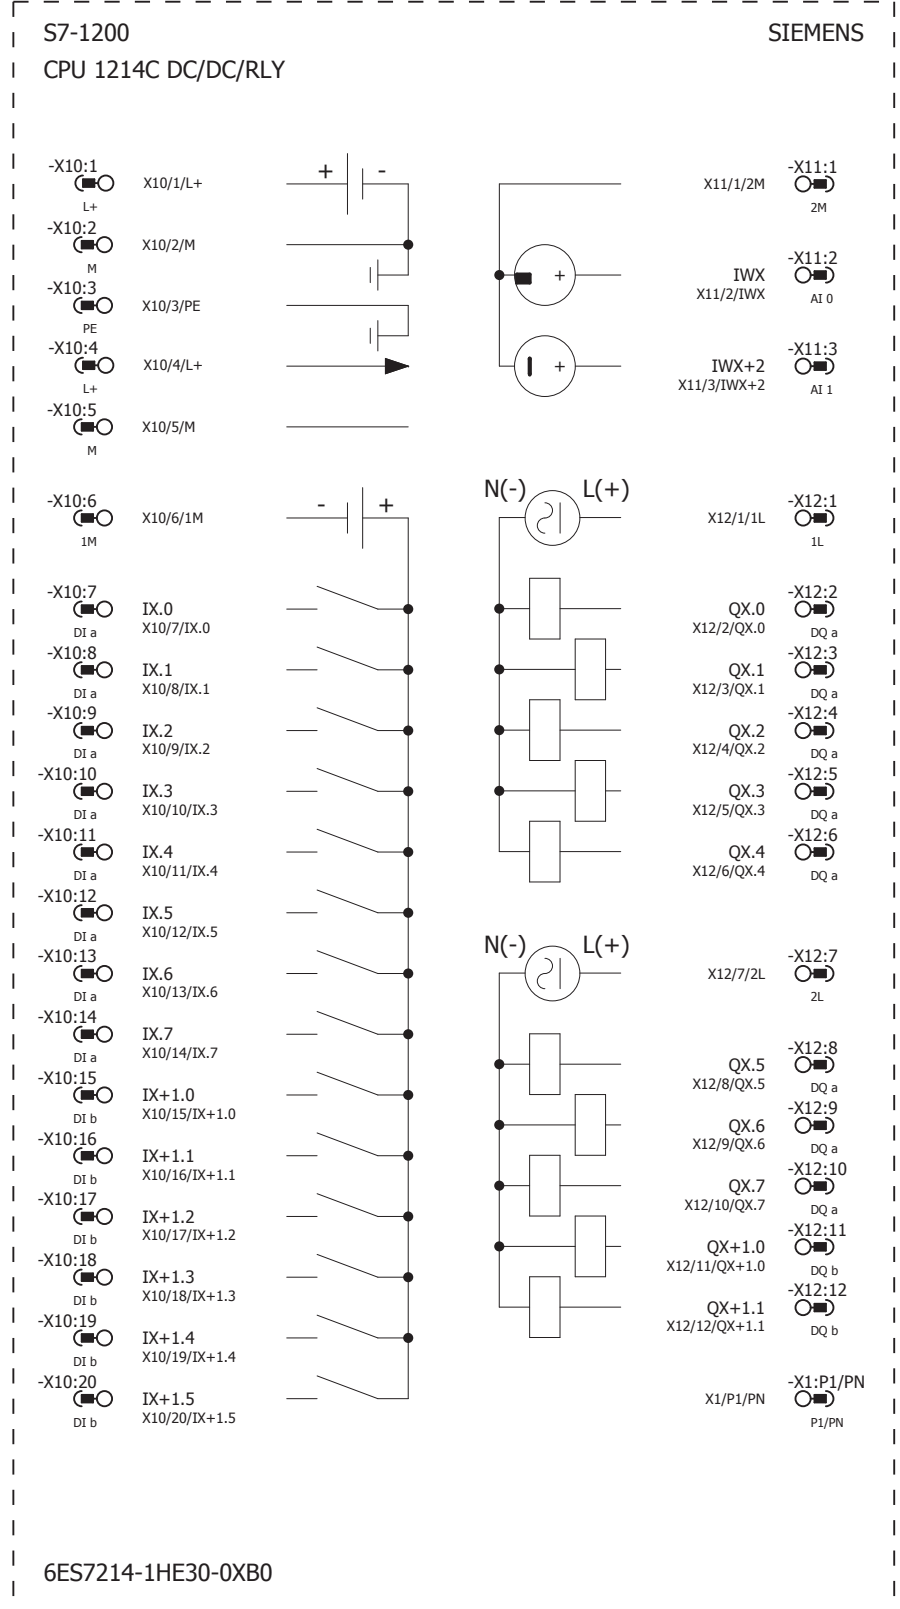 S7-1200
SIEMENS
CPU 1214C DC/DC/RLY
-X10:1
X10/1/L+
L+
+ -
-X10:2
X10/2/M
M
-X10:3
X10/3/PE
PE
-X10:4
X10/4/L+
L+
-X10:5
X10/5/M
M
-X10:6
X10/6/1M
1M
- +
-X10:7
IX.0
X10/7/IX.0
DI a
-X10:8
IX.1
X10/8/IX.1
DI a
-X10:9
IX.2
X10/9/IX.2
DI a
-X10:10
IX.3
X10/10/IX.3
DI a
-X10:11
IX.4
X10/11/IX.4
DI a
-X10:12
IX.5
X10/12/IX.5
DI a
-X10:13
IX.6
X10/13/IX.6
DI a
-X10:14
IX.7
X10/14/IX.7
DI a
-X10:15
IX+1.0
X10/15/IX+1.0
DI b
-X10:16
IX+1.1
X10/16/IX+1.1
DI b
-X10:17
IX+1.2
X10/17/IX+1.2
DI b
-X10:18
IX+1.3
X10/18/IX+1.3
DI b
-X10:19
IX+1.4
X10/19/IX+1.4
DI b
-X10:20
IX+1.5
X10/20/IX+1.5
DI b
-X11:1
X11/1/2M
2M
-X11:2
+
IWX
X11/2/IWX
AI 0
-X11:3
+
IWX+2
X11/3/IWX+2
AI 1
N(-) L(+)
-X12:1
X12/1/1L
1L
-X12:2
QX.0
X12/2/QX.0
DQ a
-X12:3
QX.1
X12/3/QX.1
DQ a
-X12:4
QX.2
X12/4/QX.2
DQ a
-X12:5
QX.3
X12/5/QX.3
DQ a
-X12:6
QX.4
X12/6/QX.4
DQ a
N(-) L(+)
-X12:7
X12/7/2L
2L
-X12:8
QX.5
X12/8/QX.5
DQ a
-X12:9
QX.6
X12/9/QX.6
DQ a
-X12:10
QX.7
X12/10/QX.7
DQ a
-X12:11
QX+1.0
X12/11/QX+1.0
DQ b
-X12:12
QX+1.1
X12/12/QX+1.1
DQ b
-X1:P1/PN
X1/P1/PN
P1/PN
6ES7214-1HE30-0XB0